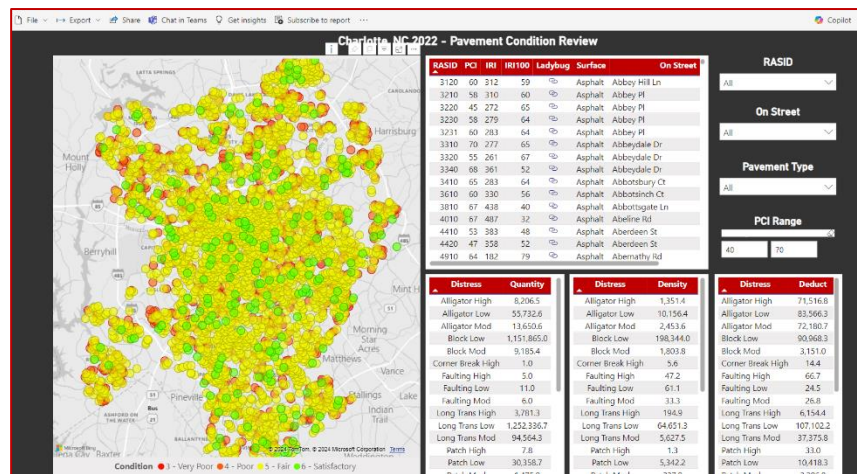 File Export Share Chat in Teams Get insights Subscribe to report ... Copilot
Charlotte, NC 2022 - Pavement Condition Review
LATTA SPRINGS
Harrisburg
Mount
Holly
Berryhill
Mint H
Morning
Star
Acres
Matthews
Vance
Pineville
Stallings
Lake
Indian
Trail
ASHFORD ON
THE WATER
Bus
BALLANTYNE
© 2024 TomTom, © 2024 Microsoft Corporation Terms
Condition 3 - Very Poor 4 - Poor 5 - Fair 6 - Satisfactory
RASID PCI IRI IRI100 Ladybug Surface On Street
3120 60 312 59 Asphalt Abbey Hill Ln
3210 58 310 60 Asphalt Abbey Pl
3220 45 272 65 Asphalt Abbey Pl
3230 58 279 64 Asphalt Abbey Pl
3231 60 283 64 Asphalt Abbey Pl
3310 70 277 65 Asphalt Abbeydale Dr
3320 55 261 67 Asphalt Abbeydale Dr
3340 68 361 52 Asphalt Abbeydale Dr
3410 65 283 64 Asphalt Abbotsbury Ct
3610 60 330 56 Asphalt Abbotsinch Ct
3810 67 438 40 Asphalt Abbottsgate Ln
4010 67 487 32 Asphalt Abeline Rd
4410 53 383 48 Asphalt Aberdeen St
4420 47 358 52 Asphalt Aberdeen St
4910 64 182 79 Asphalt Abernathy Rd
RASID
All
On Street
All
Pavement Type
All
PCI Range
40 70
Distress Quantity
Alligator High 8,206.5
Alligator Low 55,732.6
Alligator Mod 13,650.6
Block Low 1,151,865.0
Block Mod 9,185.4
Corner Break High 1.0
Faulting High 5.0
Faulting Low 11.0
Faulting Mod 6.0
Long Trans High 3,781.3
Long Trans Low 1,252,336.7
Long Trans Mod 94,564.3
Patch High 7.8
Patch Low 30,358.7
Distress Density
Alligator High 1,351.4
Alligator Low 10,156.4
Alligator Mod 2,453.6
Block Low 198,344.0
Block Mod 1,803.8
Corner Break High 5.6
Faulting High 47.2
Faulting Low 61.1
Faulting Mod 33.3
Long Trans High 194.9
Long Trans Low 64,651.3
Long Trans Mod 5,627.5
Patch High 1.3
Patch Low 5,342.2
Distress Deduct
Alligator High 71,516.8
Alligator Low 83,566.3
Alligator Mod 72,180.7
Block Low 90,968.3
Block Mod 3,151.0
Corner Break High 14.4
Faulting High 66.7
Faulting Low 24.5
Faulting Mod 26.8
Long Trans High 6,154.4
Long Trans Low 107,102.2
Long Trans Mod 37,375.8
Patch High 33.0
Patch Low 10,418.3